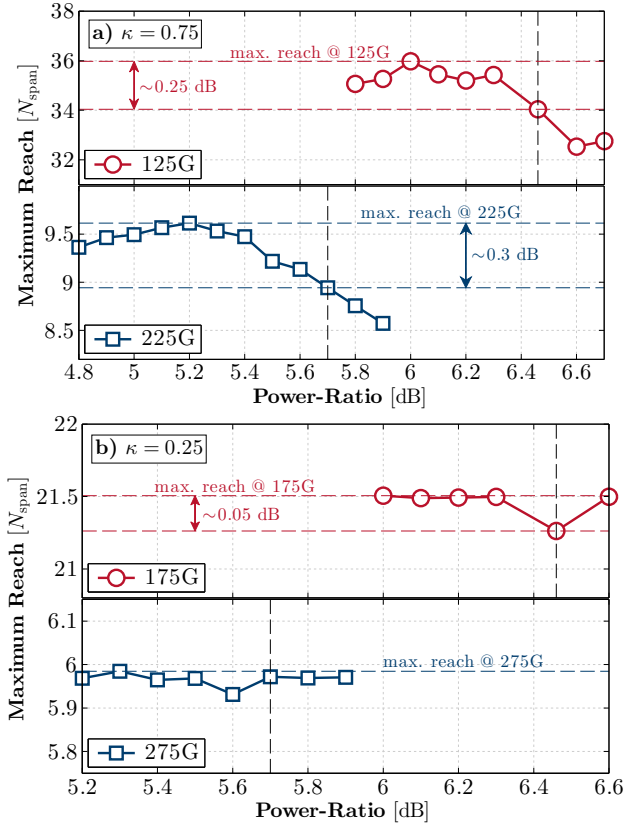 a) κ = 0.75
max. reach @ 125G
~0.25 dB
125G
38
36
34
32
max. reach @ 225G
~0.3 dB
225G
9.5
9
8.5
4.8 5 5.2 5.4 5.6 5.8 6 6.2 6.4 6.6
Maximum Reach [N_span]
Power-Ratio [dB]
b) κ = 0.25
max. reach @ 175G
~0.05 dB
175G
22
21.5
21
max. reach @ 275G
275G
6.1
6
5.9
5.8
5.2 5.4 5.6 5.8 6 6.2 6.4 6.6
Maximum Reach [N_span]
Power-Ratio [dB]